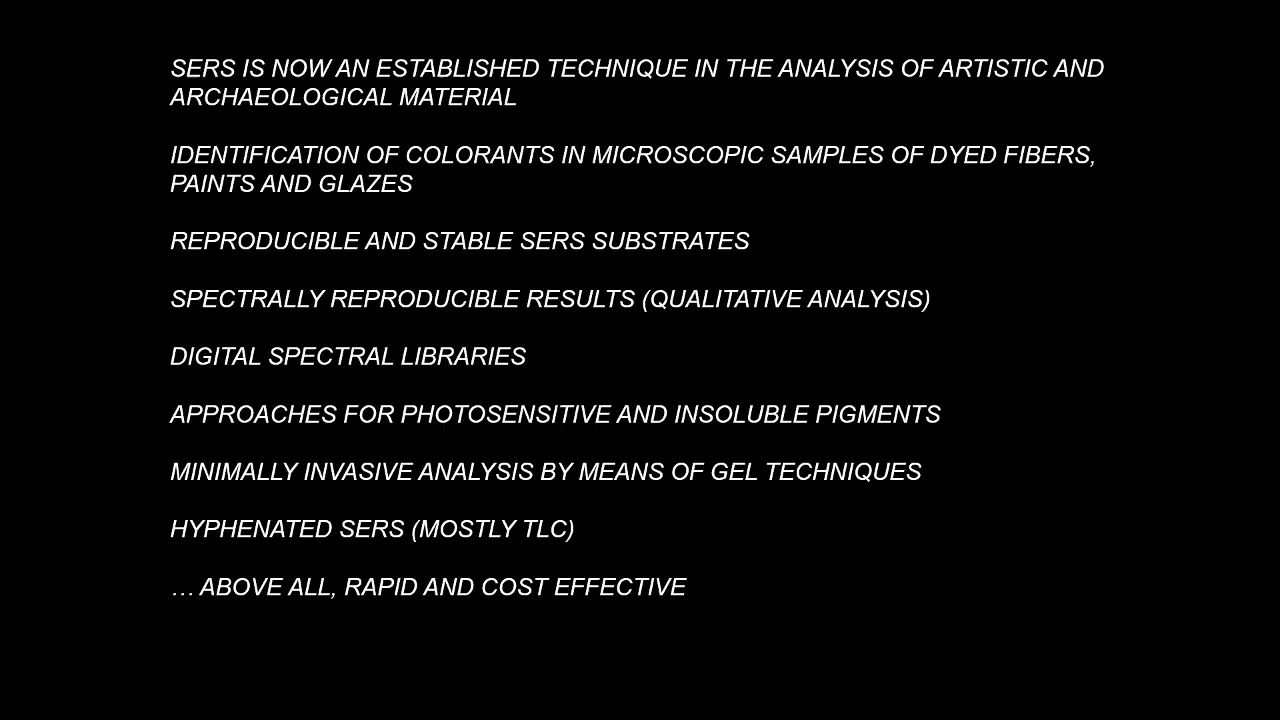 SERS IS NOW AN ESTABLISHED TECHNIQUE IN THE ANALYSIS OF ARTISTIC AND
ARCHAEOLOGICAL MATERIAL
IDENTIFICATION OF COLORANTS IN MICROSCOPIC SAMPLES OF DYED FIBERS,
PAINTS AND GLAZES
REPRODUCIBLE AND STABLE SERS SUBSTRATES
SPECTRALLY REPRODUCIBLE RESULTS (QUALITATIVE ANALYSIS)
DIGITAL SPECTRAL LIBRARIES
APPROACHES FOR PHOTOSENSITIVE AND INSOLUBLE PIGMENTS
MINIMALLY INVASIVE ANALYSIS BY MEANS OF GEL TECHNIQUES
HYPHENATED SERS (MOSTLY TLC)
… ABOVE ALL, RAPID AND COST EFFECTIVE